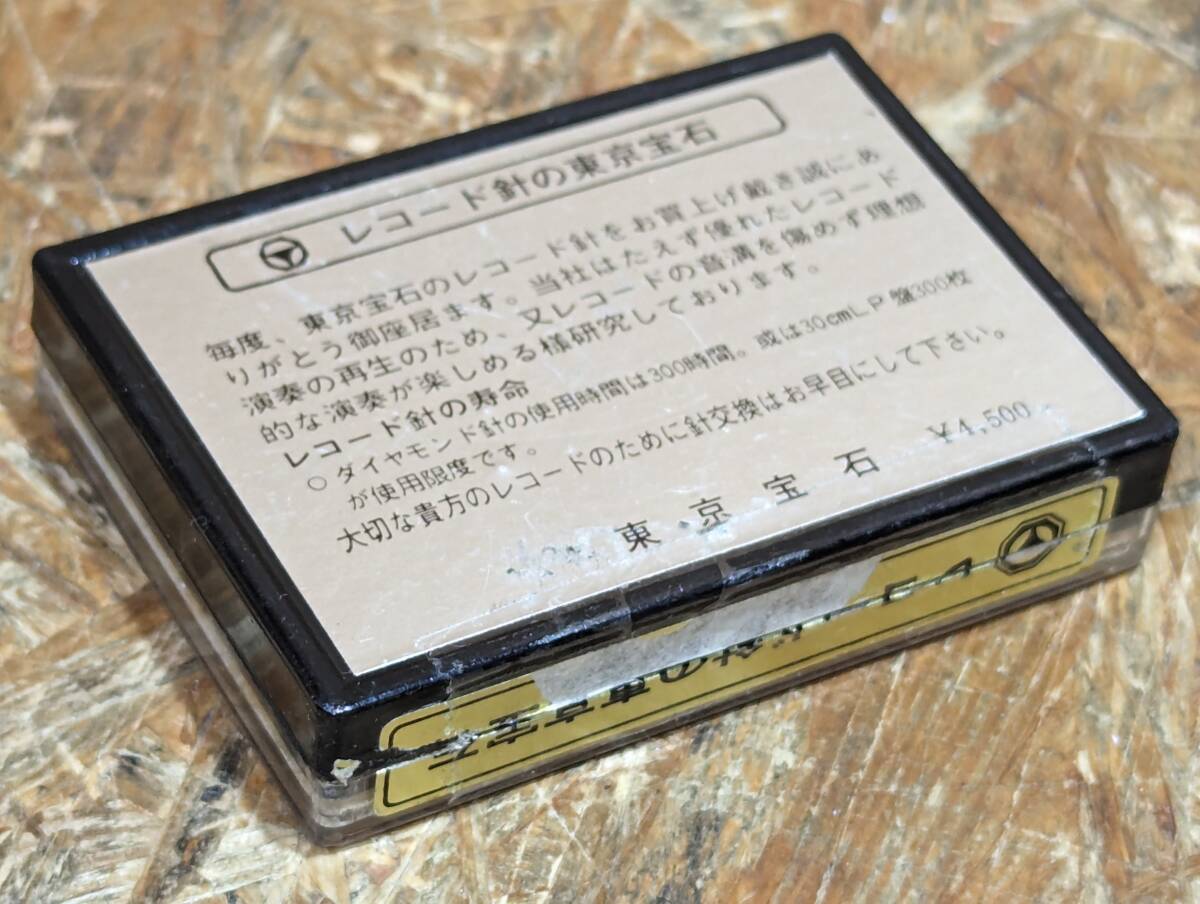 レコード針の東京宝石
毎度、東京宝石のレコード針をお買上げ戴き誠にあ
りがとう御座居ます。当社はたえず優れたレコード
演奏の再生のため、又レコードの音溝を傷めず理想
的な演奏が楽しめる様研究しております。
レコード針の寿命
○ダイヤモンド針の使用時間は300時間。或は30cmLP盤300枚
が使用限度です。
大切な貴方のレコードのために針交換はお早目にして下さい。
東京宝石 ¥4,500
レコード針の東京宝石